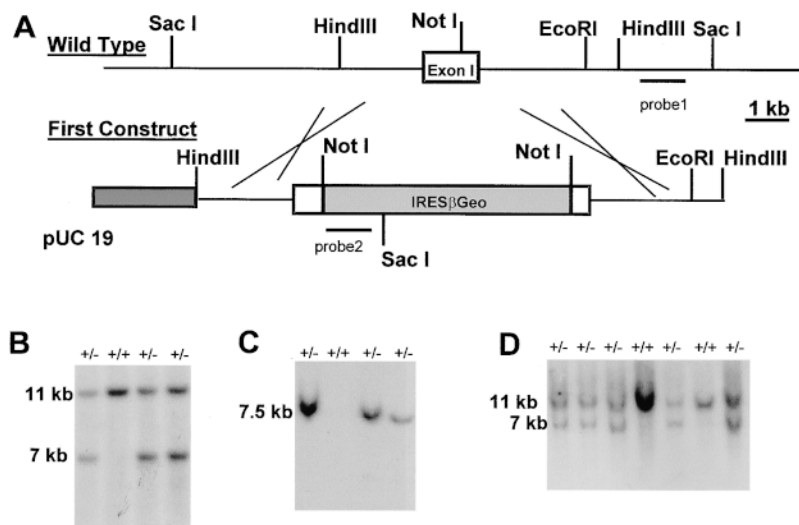 A
Wild Type
Sac I
HindIII
Not I
EcoRI
HindIII Sac I
Exon I
probe1
1 kb
First Construct
HindIII
Not I
Not I
EcoRI HindIII
IRESβGeo
pUC 19
probe2
Sac I
B
+/- +/+ +/- +/-
11 kb
7 kb
C
+/- +/+ +/- +/-
7.5 kb
D
+/- +/- +/- +/+ +/- +/+ +/-
11 kb
7 kb